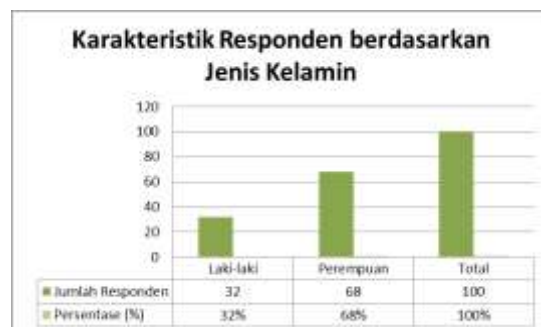 Karakteristik Responden berdasarkan
Jenis Kelamin
120
100
80
60
40
20
0
Laki-laki Perempuan Total
Jumlah Responden 32 68 100
Persentase (%) 32% 68% 100%